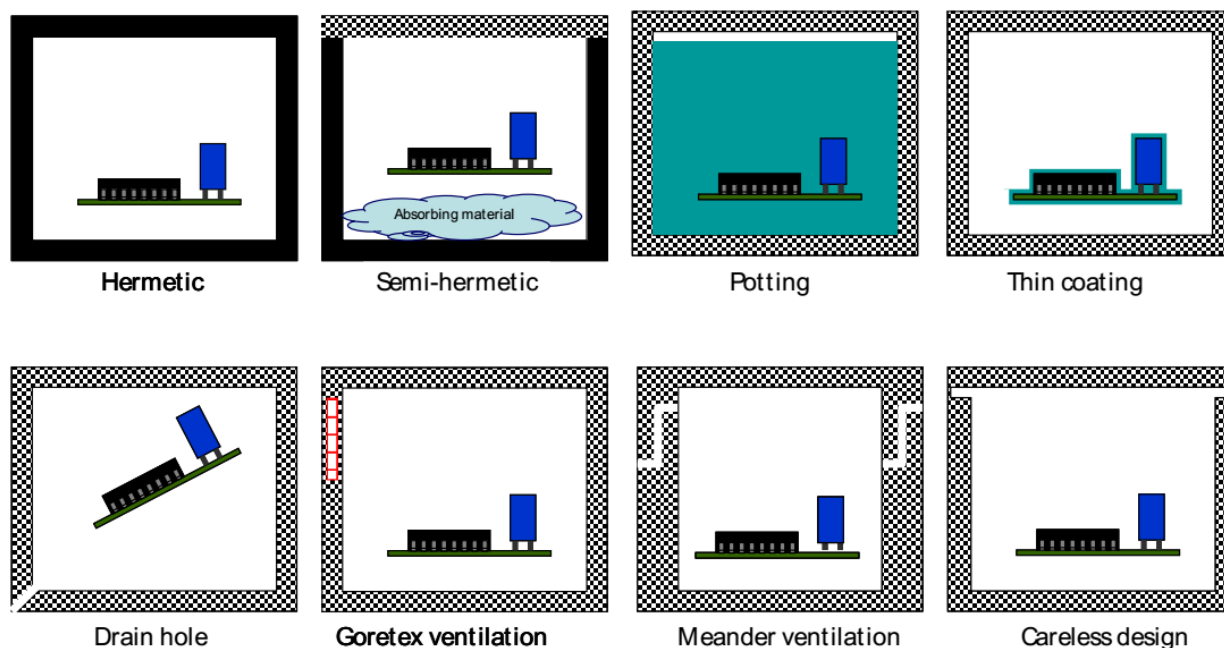 Absorbing material
Hermetic
Semi-hermetic
Potting
Thin coating
Drain hole
Goretex ventilation
Meander ventilation
Careless design